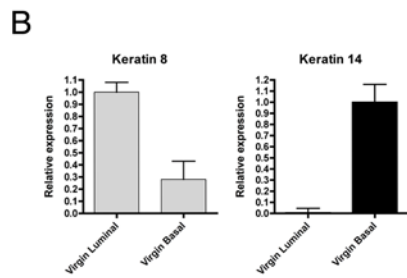 B
Keratin 8
Relative expression
1.1
1.0
0.9
0.8
0.7
0.6
0.5
0.4
0.3
0.2
0.1
0.0
Virgin Luminal
Virgin Basal
Keratin 14
Relative expression
1.2
1.1
1.0
0.9
0.8
0.7
0.6
0.5
0.4
0.3
0.2
0.1
0.0
Virgin Luminal
Virgin Basal